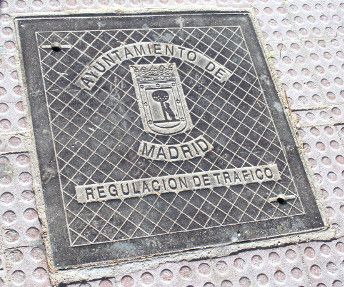 AYUNTAMIENTO DE
MADRID
REGULACION DE TRAFICO